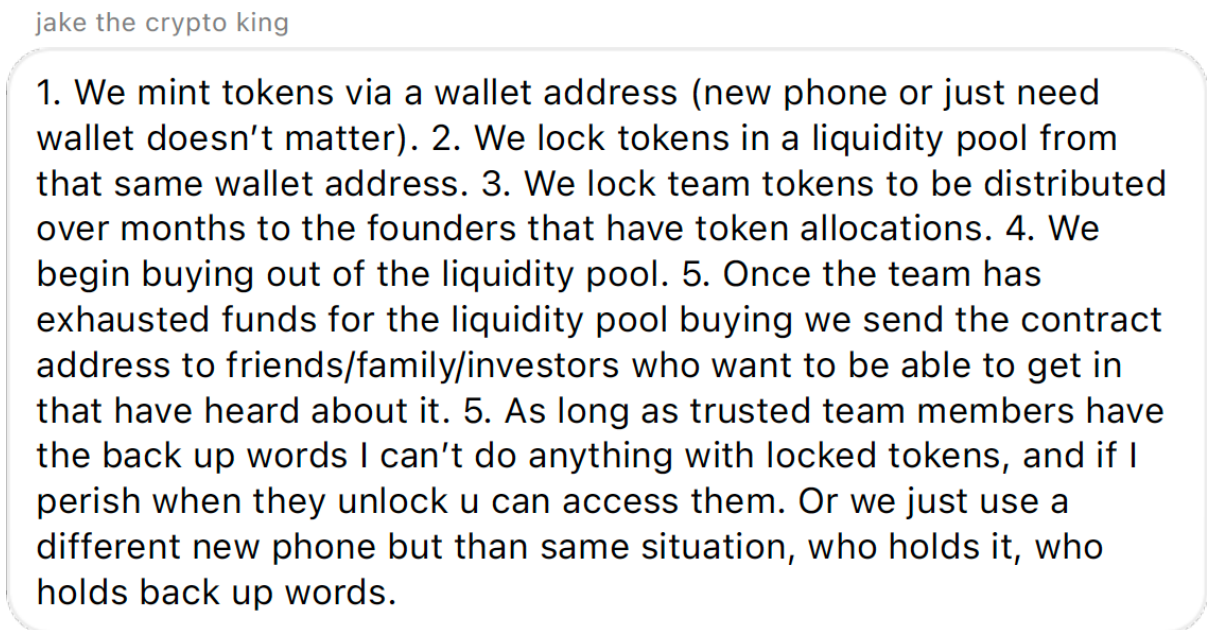 jake the crypto king
1. We mint tokens via a wallet address (new phone or just need
wallet doesn’t matter). 2. We lock tokens in a liquidity pool from
that same wallet address. 3. We lock team tokens to be distributed
over months to the founders that have token allocations. 4. We
begin buying out of the liquidity pool. 5. Once the team has
exhausted funds for the liquidity pool buying we send the contract
address to friends/family/investors who want to be able to get in
that have heard about it. 5. As long as trusted team members have
the back up words I can’t do anything with locked tokens, and if I
perish when they unlock u can access them. Or we just use a
different new phone but than same situation, who holds it, who
holds back up words.